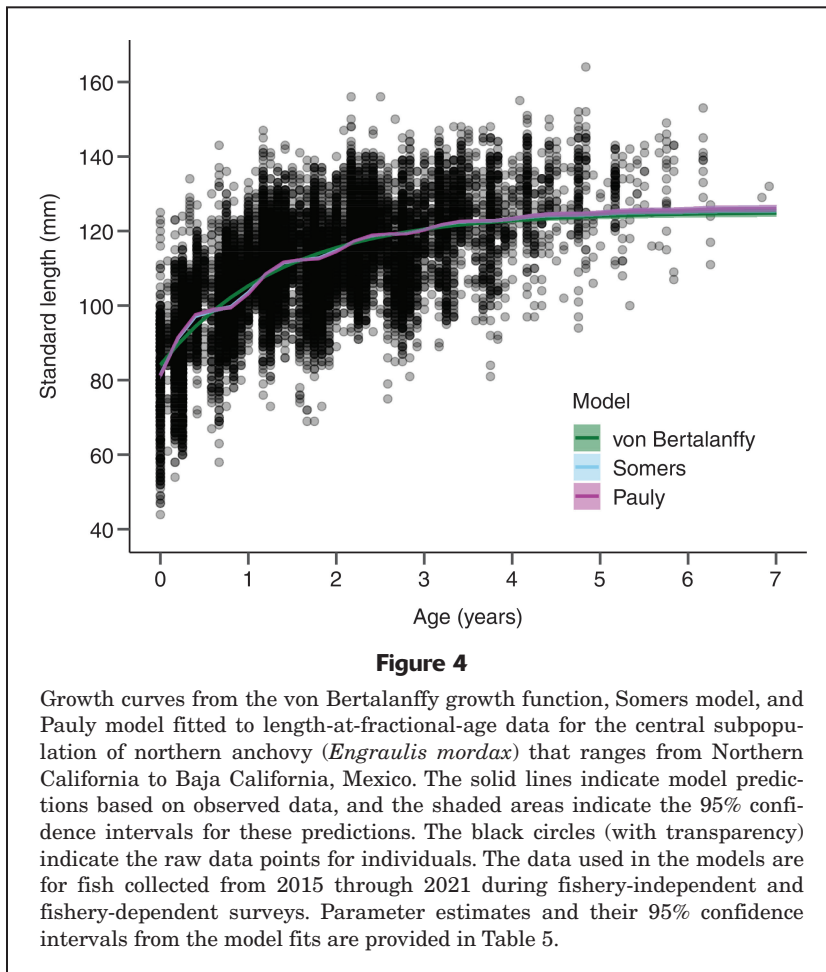 160
140
120
100
80
60
40
Standard length (mm)
Model
von Bertalanffy
Somers
Pauly
0 1 2 3 4 5 6 7
Age (years)
Figure 4
Growth curves from the von Bertalanffy growth function, Somers model, and
Pauly model fitted to length-at-fractional-age data for the central subpopu-
lation of northern anchovy (Engraulis mordax) that ranges from Northern
California to Baja California, Mexico. The solid lines indicate model predic-
tions based on observed data, and the shaded areas indicate the 95% confi-
dence intervals for these predictions. The black circles (with transparency)
indicate the raw data points for individuals. The data used in the models are
for fish collected from 2015 through 2021 during fishery-independent and
fishery-dependent surveys. Parameter estimates and their 95% confidence
intervals from the model fits are provided in Table 5.